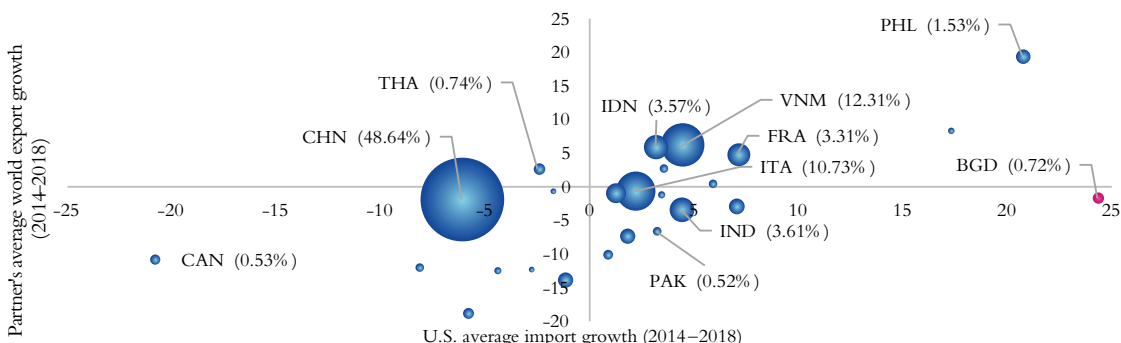 Partner's average world export growth
(2014-2018)
25
20
15
10
5
0
-5
-10
-15
-20
-25
-20
-15
-10
-5
0
5
10
15
20
25
PHL (1.53%)
THA (0.74%)
IDN (3.57%)
VNM (12.31%)
CHN (48.64%)
FRA (3.31%)
ITA (10.73%)
BGD (0.72%)
IND (3.61%)
CAN (0.53%)
PAK (0.52%)
U.S. average import growth (2014–2018)